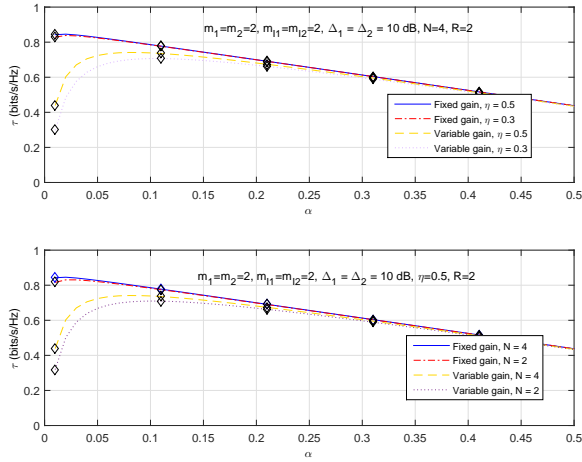 1
0.8
0.6
0.4
0.2
0
τ (bits/s/Hz)
m1=m2=2, mI1=mI2=2, Δ1 = Δ2 = 10 dB, N=4, R=2
Fixed gain, η = 0.5
Fixed gain, η = 0.3
Variable gain, η = 0.5
Variable gain, η = 0.3
0 0.05 0.1 0.15 0.2 0.25 0.3 0.35 0.4 0.45 0.5
α
1
0.8
0.6
0.4
0.2
0
τ (bits/s/Hz)
m1=m2=2, mI1=mI2=2, Δ1 = Δ2 = 10 dB, η=0.5, R=2
Fixed gain, N = 4
Fixed gain, N = 2
Variable gain, N = 4
Variable gain, N = 2
0 0.05 0.1 0.15 0.2 0.25 0.3 0.35 0.4 0.45 0.5
α